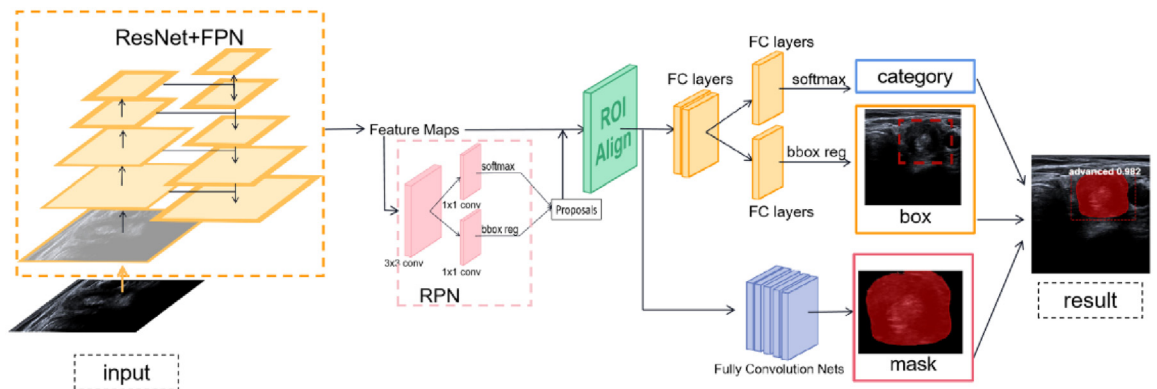 ResNet+FPN
input
Feature Maps
softmax
1x1 conv
bbox reg
3x3 conv
1x1 conv
RPN
Proposals
ROI
Align
FC layers
FC layers
softmax
bbox reg
FC layers
Fully Convolution Nets
category
box
mask
advanced 0.982
result